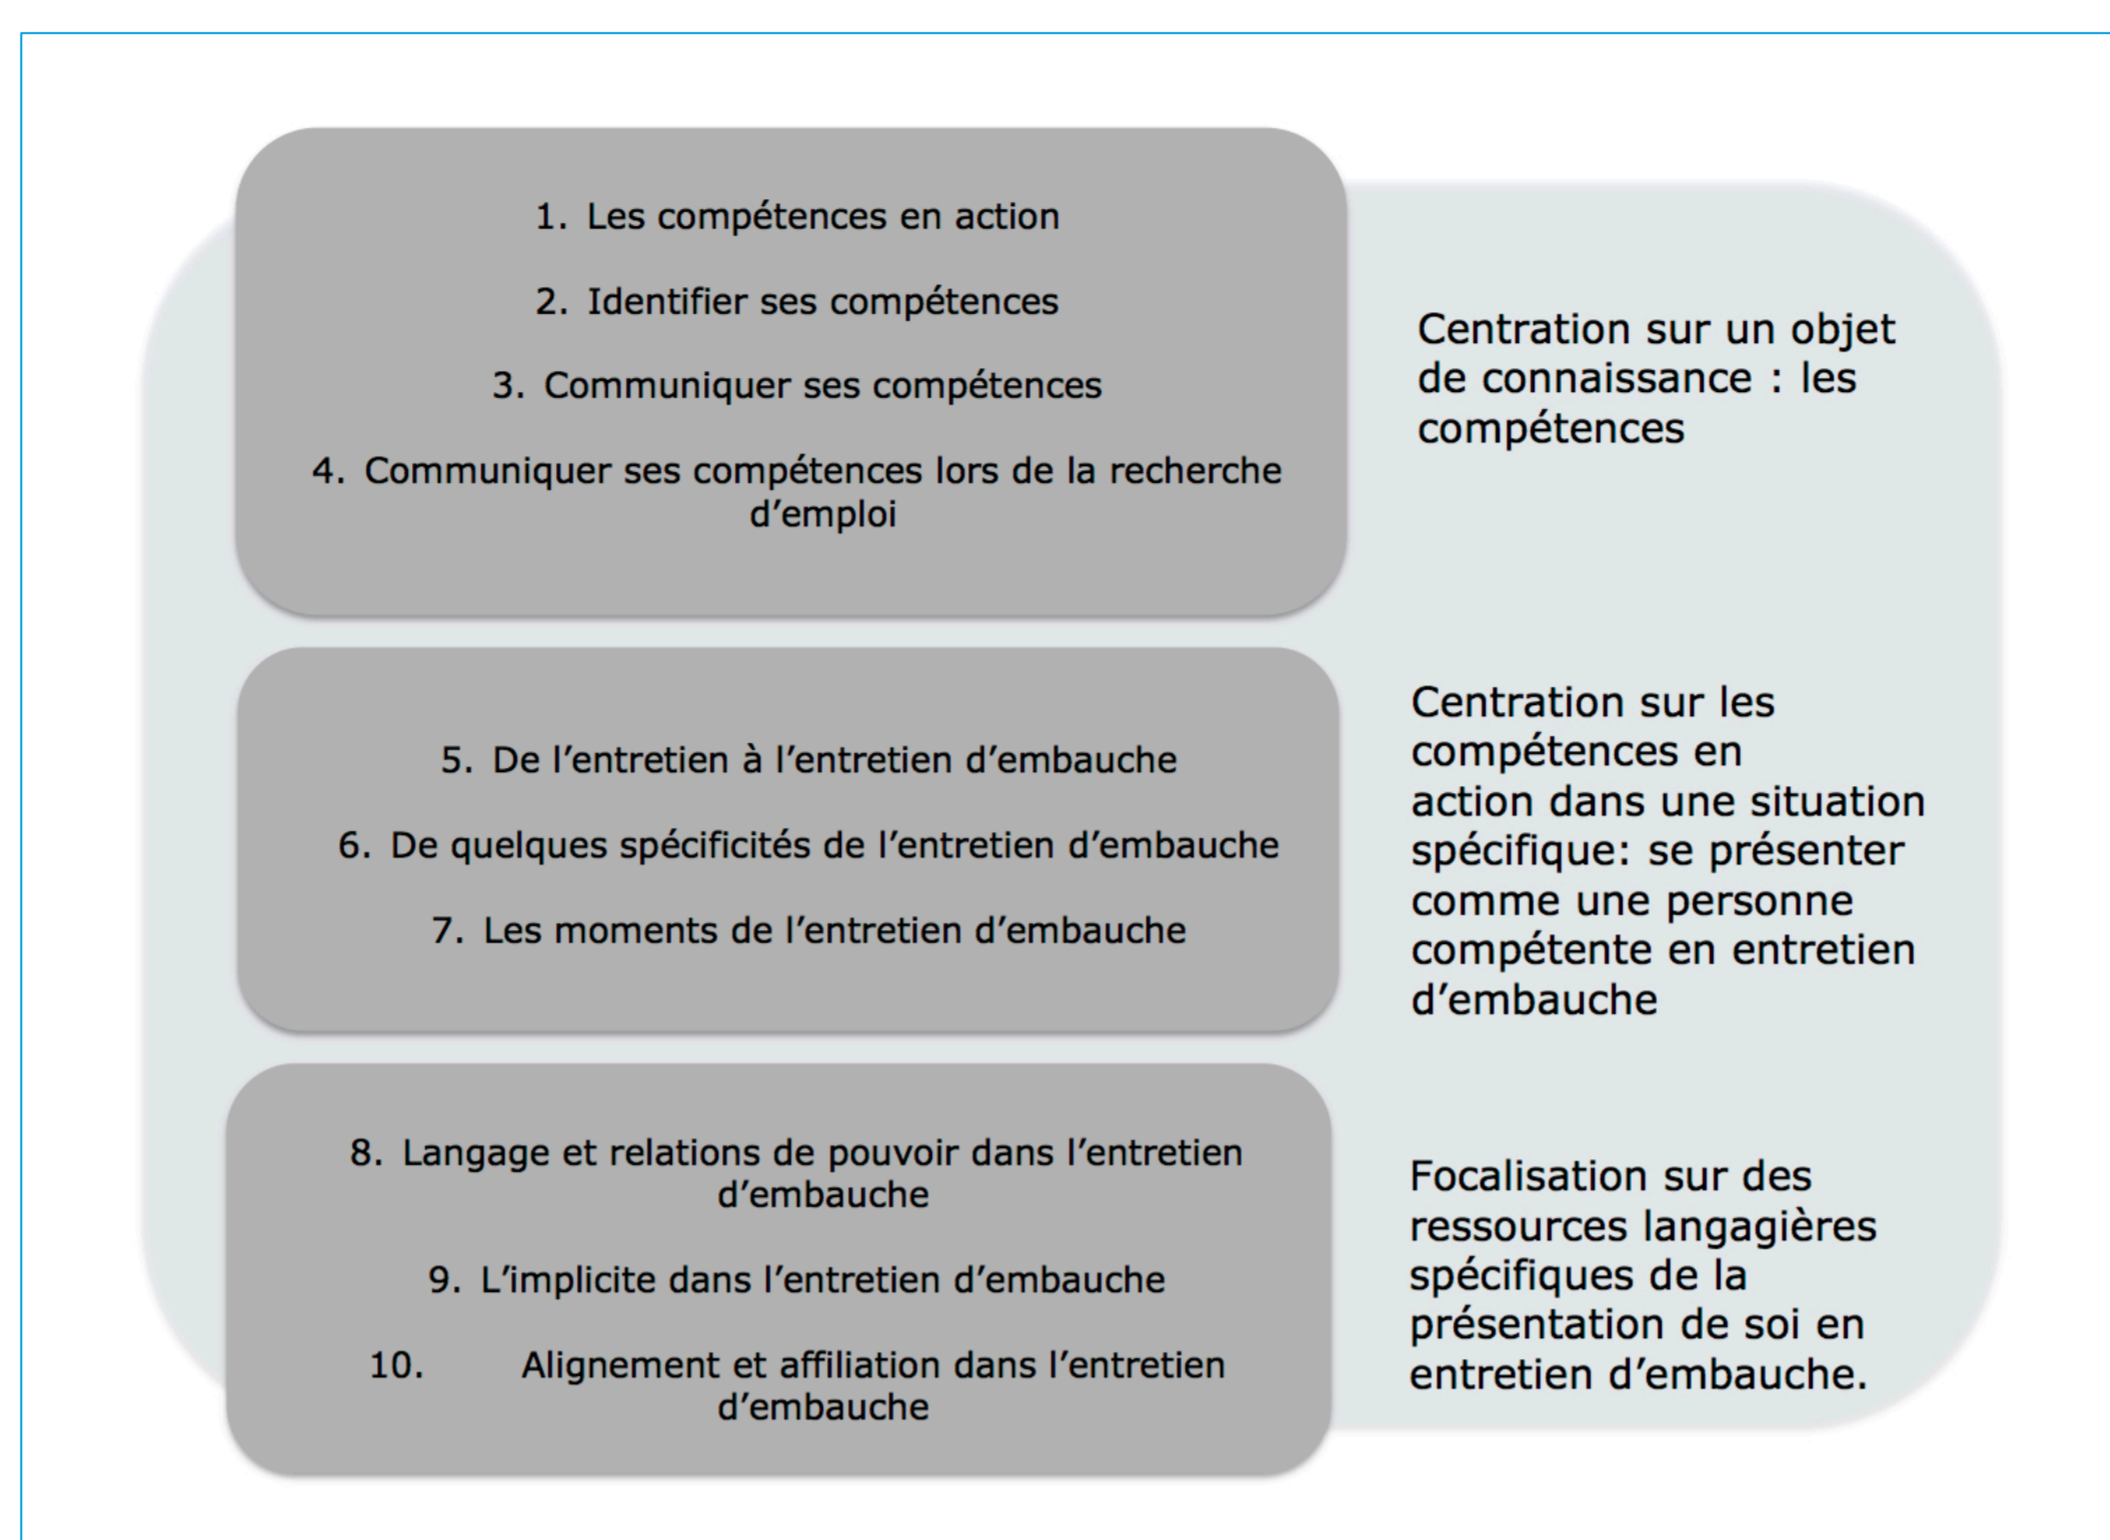 1. Les compétences en action
2. Identifier ses compétences
3. Communiquer ses compétences
4. Communiquer ses compétences lors de la recherche
d’emploi
Centration sur un objet
de connaissance : les
compétences
5. De l’entretien à l’entretien d’embauche
6. De quelques spécificités de l’entretien d’embauche
7. Les moments de l’entretien d’embauche
Centration sur les
compétences en
action dans une situation
spécifique: se présenter
comme une personne
compétente en entretien
d’embauche
8. Langage et relations de pouvoir dans l’entretien
d’embauche
9. L’implicite dans l’entretien d’embauche
10. Alignement et affiliation dans l’entretien
d’embauche
Focalisation sur des
ressources langagières
spécifiques de la
présentation de soi en
entretien d’embauche.